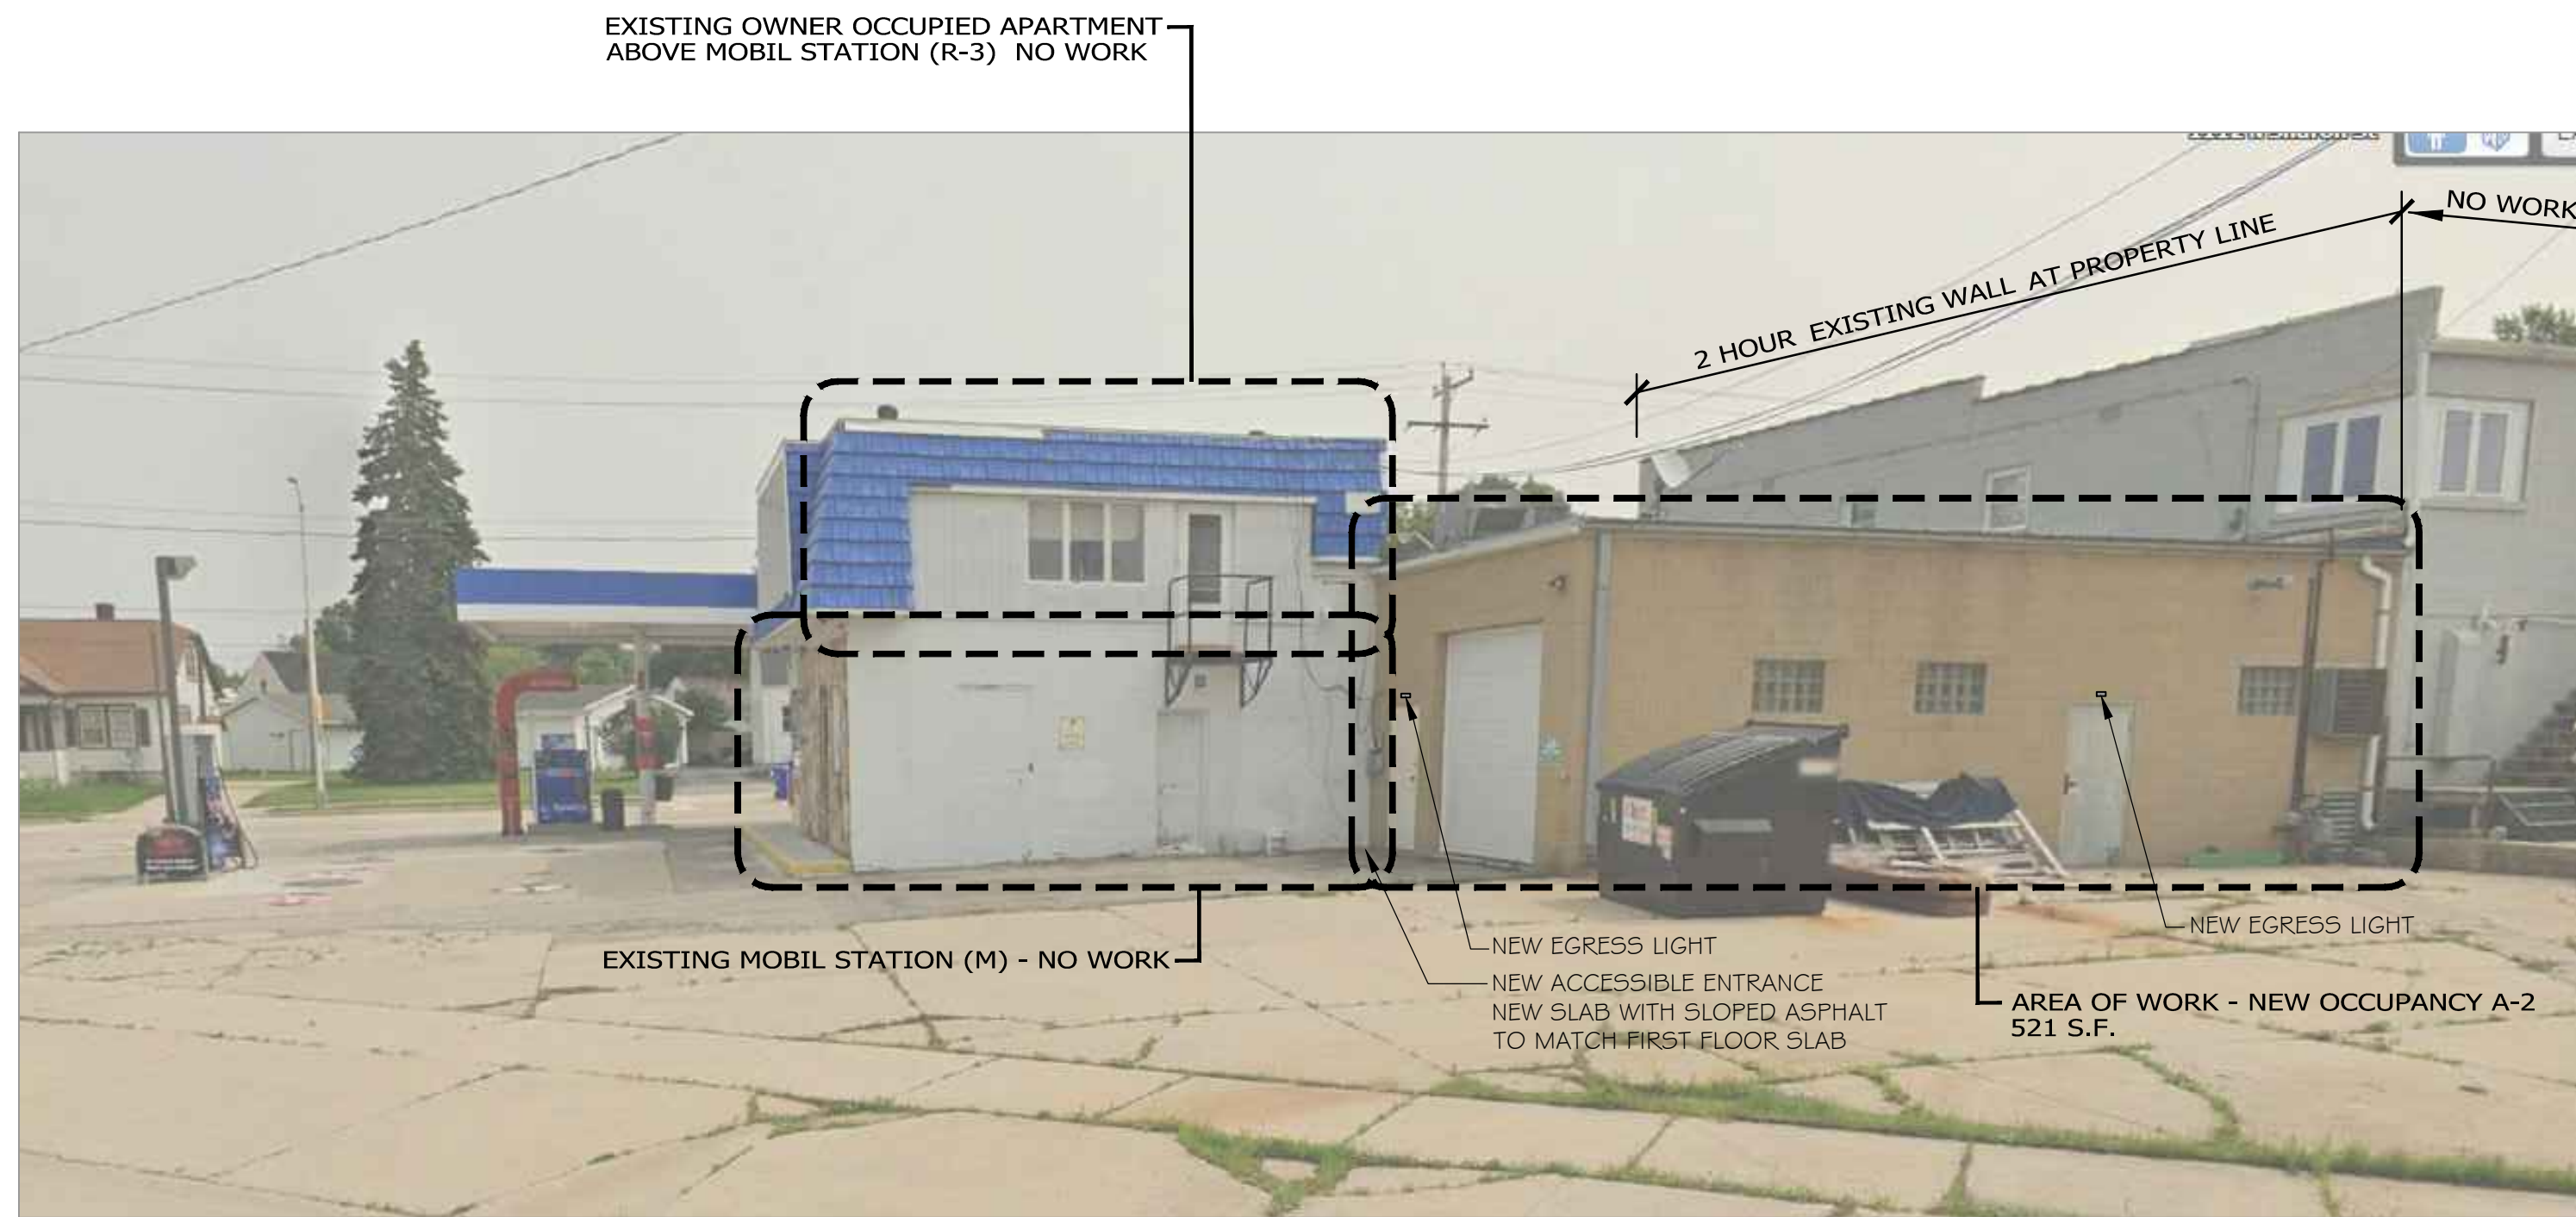 EXISTING OWNER OCCUPIED APARTMENT
ABOVE MOBIL STATION (R-3) NO WORK
NO WORK
2 HOUR EXISTING WALL AT PROPERTY LINE
EXISTING MOBIL STATION (M) - NO WORK
NEW EGRESS LIGHT
NEW ACCESSIBLE ENTRANCE
NEW SLAB WITH SLOPED ASPHALT
TO MATCH FIRST FLOOR SLAB
NEW EGRESS LIGHT
AREA OF WORK - NEW OCCUPANCY A-2
521 S.F.